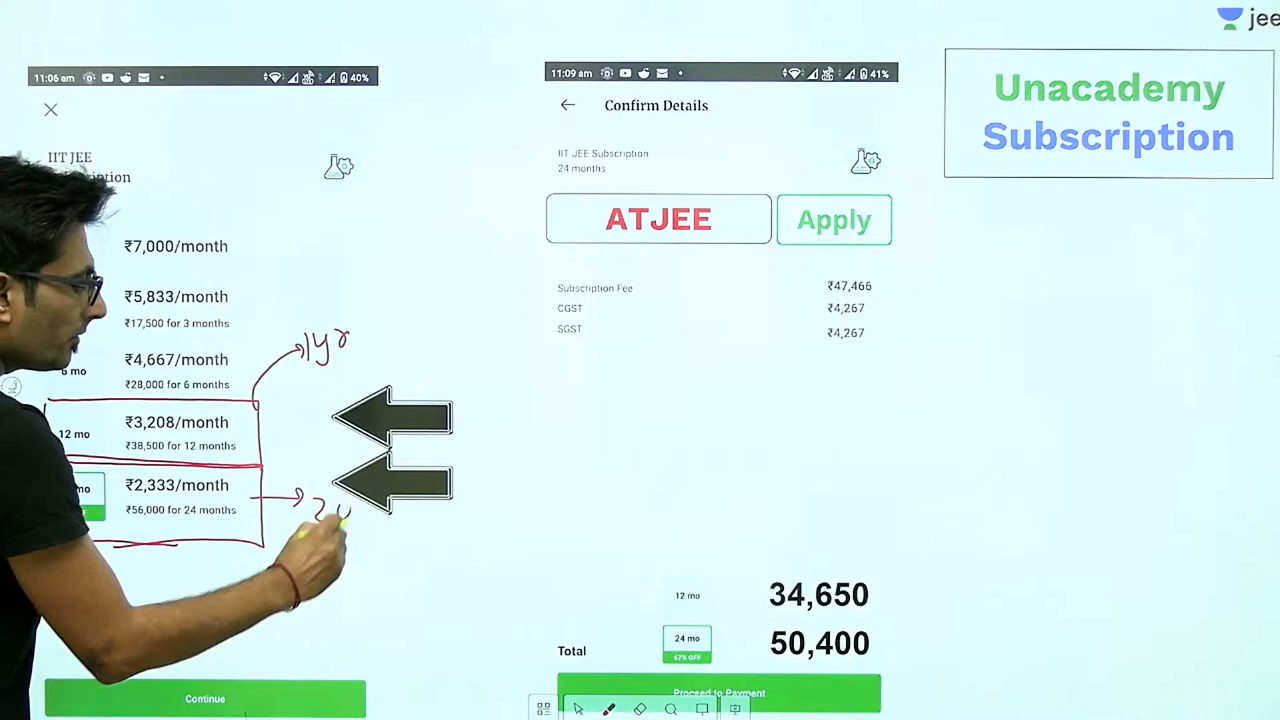 jee
11:06 am
40%
IIT JEE
₹7,000/month
₹5,833/month
₹17,500 for 3 months
₹4,667/month
6 mo
₹28,000 for 6 months
₹3,208/month
12 mo
₹38,500 for 12 months
₹2,333/month
mo
₹56,000 for 24 months
1yr
2 y
Continue
11:09 am
41%
Confirm Details
IIT JEE Subscription
24 months
ATJEE
Apply
Subscription Fee ₹47,466
CGST ₹4,267
SGST ₹4,267
12 mo 34,650
24 mo 50,400
67% OFF
Total
Proceed to Payment
Unacademy
Subscription